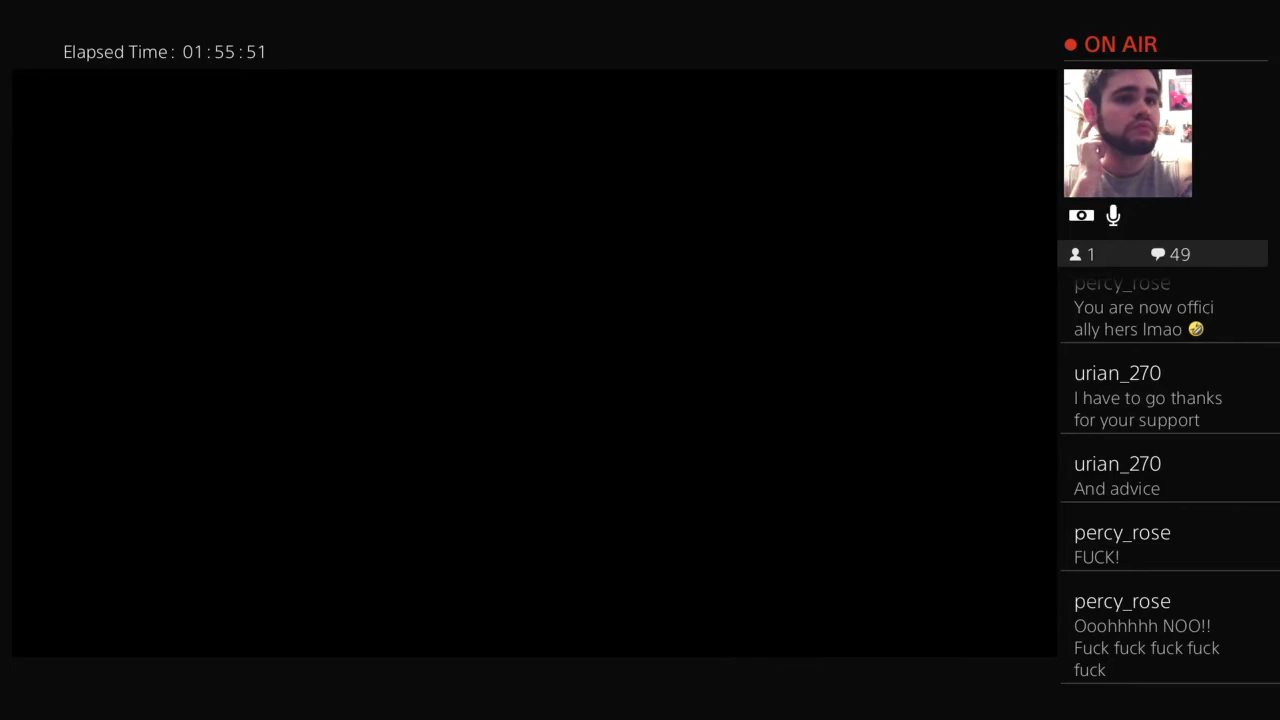 Elapsed Time: 01:55:51
ON AIR
1 49
percy_rose
You are now offici
ally hers lmao 🤣
urian_270
I have to go thanks
for your support
urian_270
And advice
percy_rose
FUCK!
percy_rose
Ooohhhhh NOO!!
Fuck fuck fuck fuck
fuck